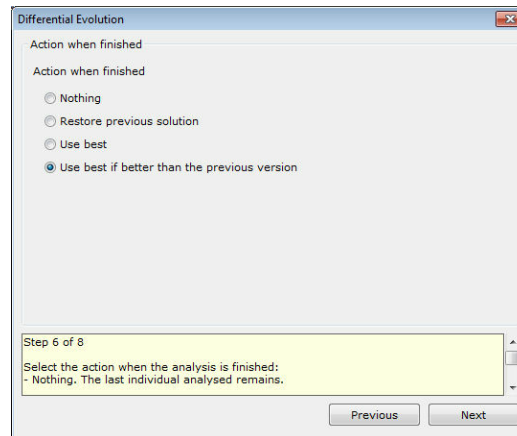 Differential Evolution
Action when finished
Action when finished
Nothing
Restore previous solution
Use best
Use best if better than the previous version
Step 6 of 8
Select the action when the analysis is finished:
- Nothing. The last individual analysed remains.
Previous
Next